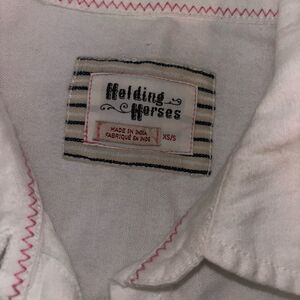 Holding
Horses
MADE IN INDIA
FABRIQUÉ EN INDE
XS/S